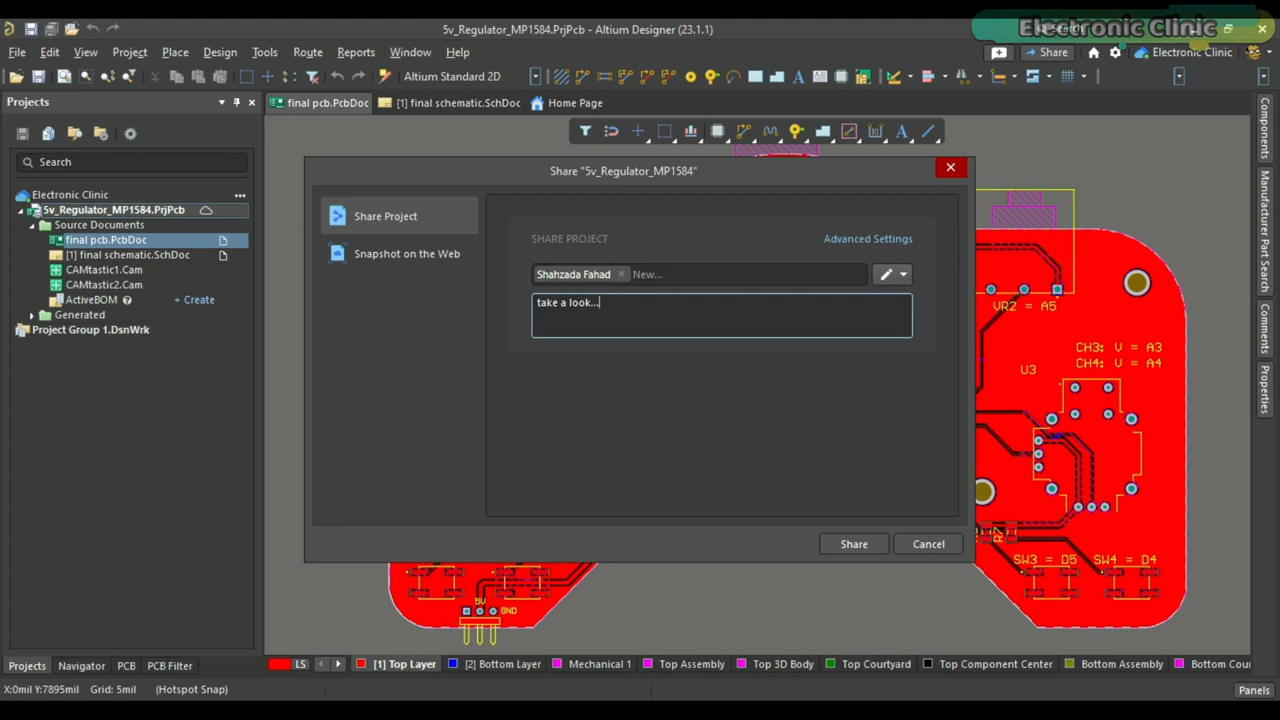 5v_Regulator_MP1584.PrjPcb - Altium Designer (23.1.1)
Electronic Clinic
File Edit View Project Place Design Tools Route Reports Window Help
Share
Electronic Clinic
Altium Standard 2D
Projects
final pcb.PcbDoc
[1] final schematic.SchDoc
Home Page
Search
Electronic Clinic
5v_Regulator_MP1584.PrjPcb
Source Documents
final pcb.PcbDoc
[1] final schematic.SchDoc
CAMtastic1.Cam
CAMtastic2.Cam
ActiveBOM
+ Create
Generated
Project Group 1.DsnWrk
Share "5v_Regulator_MP1584"
Share Project
Snapshot on the Web
SHARE PROJECT
Advanced Settings
Shahzada Fahad
New...
take a look...
Share
Cancel
VR2 = A5
CH3: V = A3
CH4: V = A4
U3
R7
SW3 = D5
SW4 = D4
5V
GND
Components
Manufacturer Part Search
Comments
Properties
Projects
Navigator
PCB
PCB Filter
LS
[1] Top Layer
[2] Bottom Layer
Mechanical 1
Top Assembly
Top 3D Body
Top Courtyard
Top Component Center
Bottom Assembly
Bottom Cou
X:0mil Y:7895mil Grid: 5mil
(Hotspot Snap)
Panels